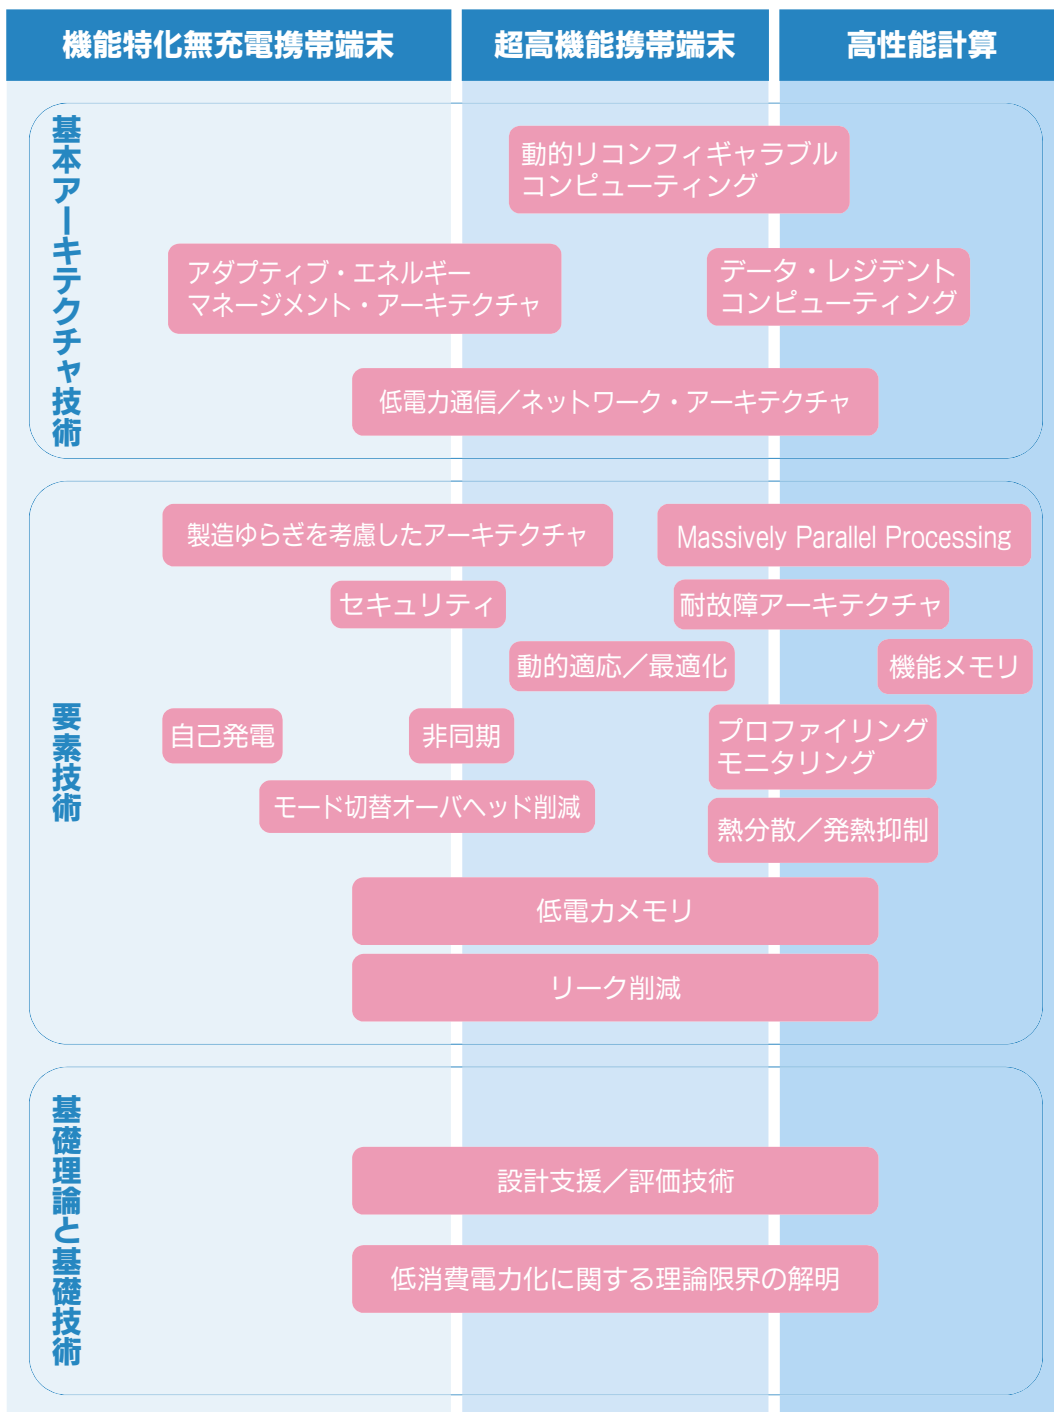 機能特化無充電携帯端末
超高機能携帯端末
高性能計算
基本アーキテクチャ技術
動的リコンフィギャラブル
コンピューティング
アダプティブ・エネルギー
マネージメント・アーキテクチャ
データ・レジデント
コンピューティング
低電力通信／ネットワーク・アーキテクチャ
要素技術
製造ゆらぎを考慮したアーキテクチャ
Massively Parallel Processing
セキュリティ
耐故障アーキテクチャ
動的適応／最適化
機能メモリ
自己発電
非同期
プロファイリング
モニタリング
モード切替オーバヘッド削減
熱分散／発熱抑制
低電力メモリ
リーク削減
基礎理論と基礎技術
設計支援／評価技術
低消費電力化に関する理論限界の解明